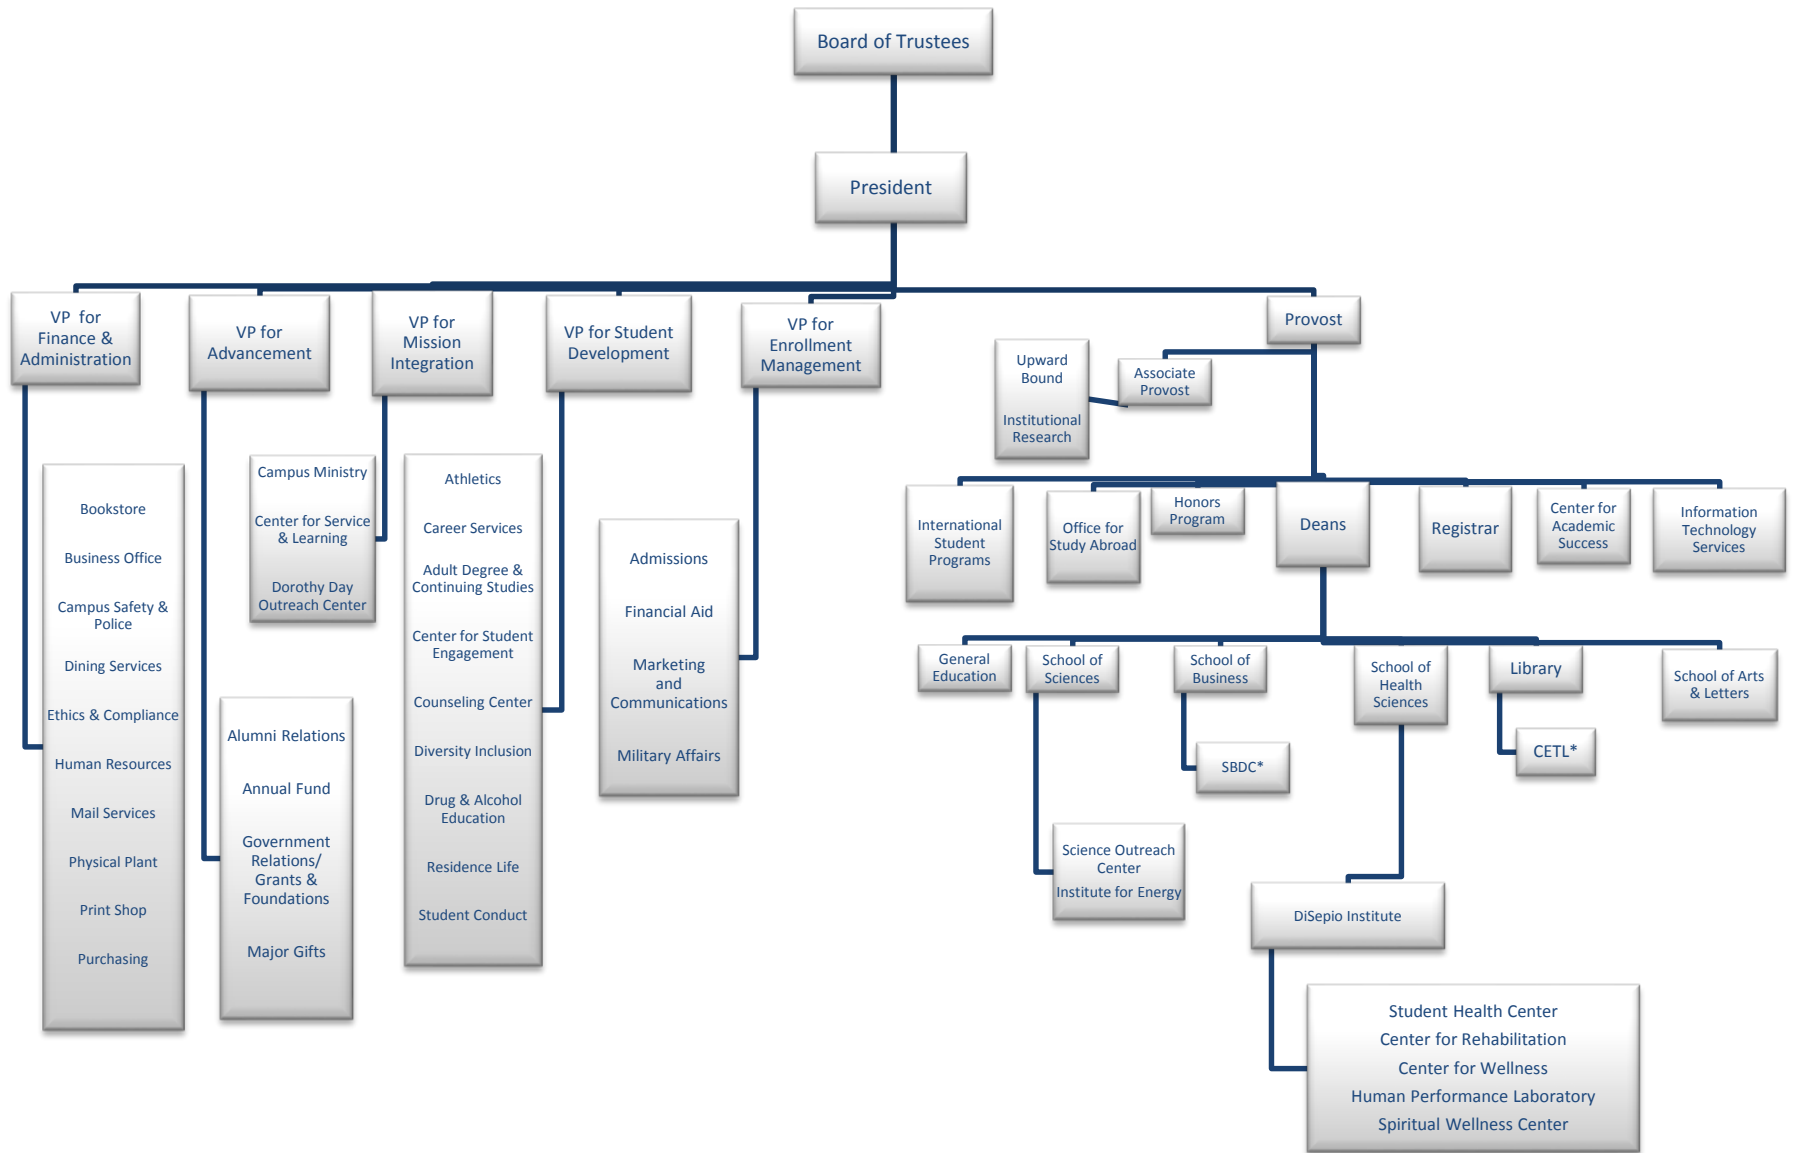 Board of Trustees
President
VP for
Finance &
Administration
VP for
Advancement
VP for
Mission
Integration
VP for Student
Development
VP for
Enrollment
Management
Provost
Upward
Bound
Institutional
Research
Associate
Provost
Bookstore
Business Office
Campus Safety &
Police
Dining Services
Ethics & Compliance
Human Resources
Mail Services
Physical Plant
Print Shop
Purchasing
Alumni Relations
Annual Fund
Government
Relations/
Grants &
Foundations
Major Gifts
Campus Ministry
Center for Service
& Learning
Dorothy Day
Outreach Center
Athletics
Career Services
Adult Degree &
Continuing Studies
Center for Student
Engagement
Counseling Center
Diversity Inclusion
Drug & Alcohol
Education
Residence Life
Student Conduct
Admissions
Financial Aid
Marketing
and
Communications
Military Affairs
International
Student
Programs
Office for
Study Abroad
Honors
Program
Deans
Registrar
Center for
Academic
Success
Information
Technology
Services
General
Education
School of
Sciences
School of
Business
School of
Health
Sciences
Library
School of Arts
& Letters
SBDC*
CETL*
Science Outreach
Center
Institute for Energy
DiSepio Institute
Student Health Center
Center for Rehabilitation
Center for Wellness
Human Performance Laboratory
Spiritual Wellness Center